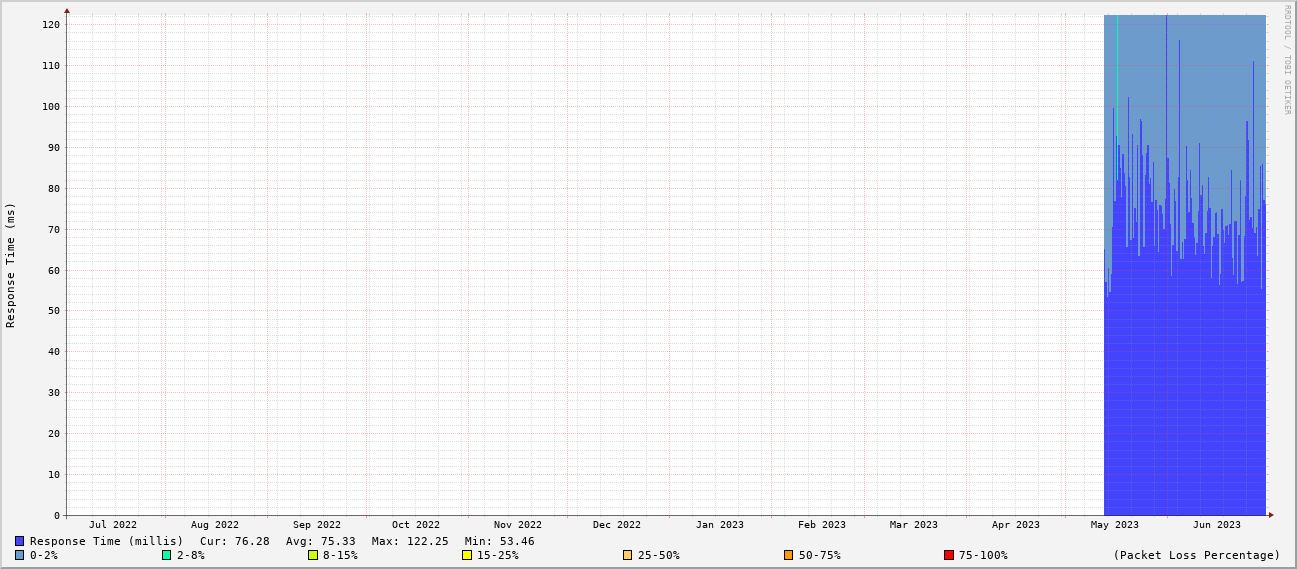 RRDTOOL / TOBI OETIKER
Response Time (ms)
120
110
100
90
80
70
60
50
40
30
20
10
0
Jul 2022 Aug 2022 Sep 2022 Oct 2022 Nov 2022 Dec 2022 Jan 2023 Feb 2023 Mar 2023 Apr 2023 May 2023 Jun 2023
Response Time (millis) Cur: 76.28 Avg: 75.33 Max: 122.25 Min: 53.46
0-2% 2-8% 8-15% 15-25% 25-50% 50-75% 75-100% (Packet Loss Percentage)